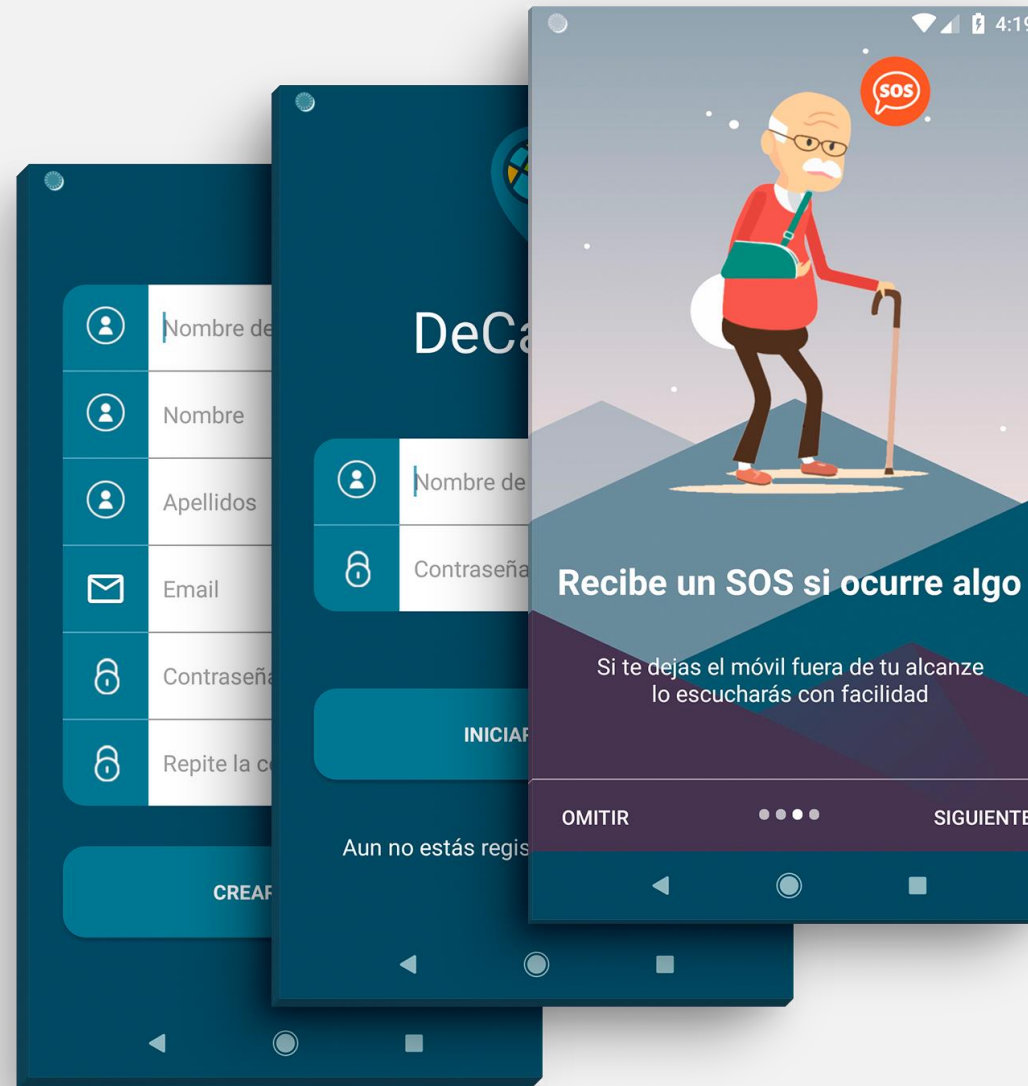 Nombre de
Nombre
Apellidos
Email
Contraseña
Repite la
CREAR
DeCa
Nombre de
Contraseña
INICIAR
Aun no estás
4:19
SOS
Recibe un SOS si ocurre algo
Si te dejas el móvil fuera de tu alcanze
lo escucharás con facilidad
OMITIR
SIGUIENTE